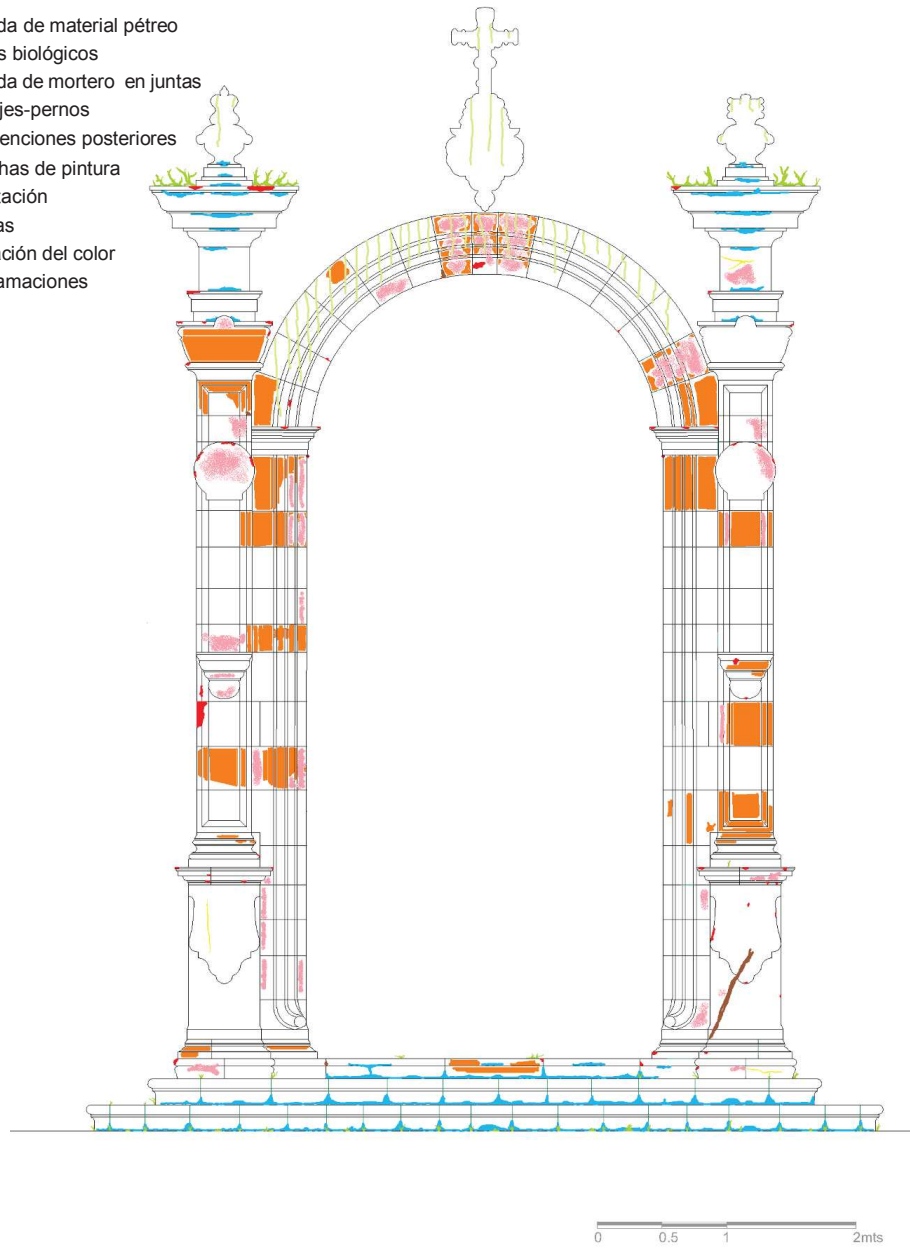 da de material pétreo
s biológicos
da de mortero en juntas
jes-pernos
enciones posteriores
has de pintura
tación
as
ación del color
amaciones
0 0.5 1 2mts